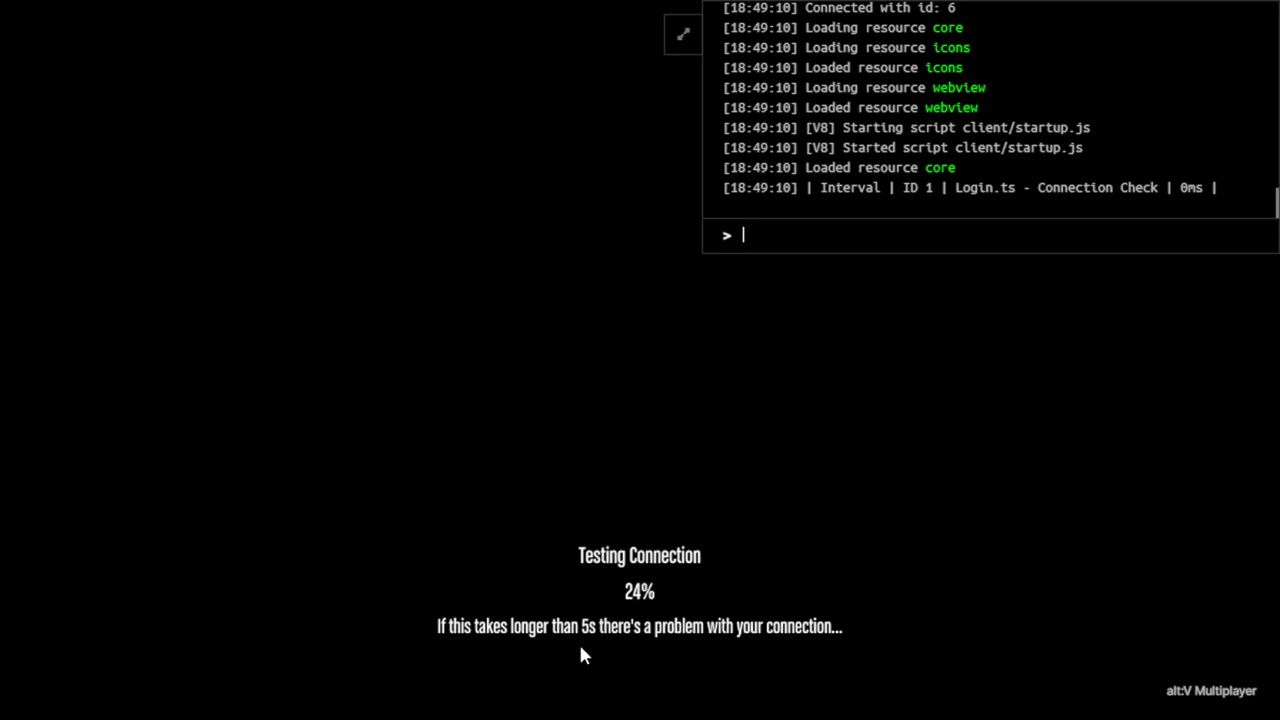 [18:49:10] Connected with id: 6
[18:49:10] Loading resource core
[18:49:10] Loading resource icons
[18:49:10] Loaded resource icons
[18:49:10] Loading resource webview
[18:49:10] Loaded resource webview
[18:49:10] [V8] Starting script client/startup.js
[18:49:10] [V8] Started script client/startup.js
[18:49:10] Loaded resource core
[18:49:10] | Interval | ID 1 | Login.ts - Connection Check | 0ms |
>
Testing Connection
24%
If this takes longer than 5s there's a problem with your connection...
alt:V Multiplayer